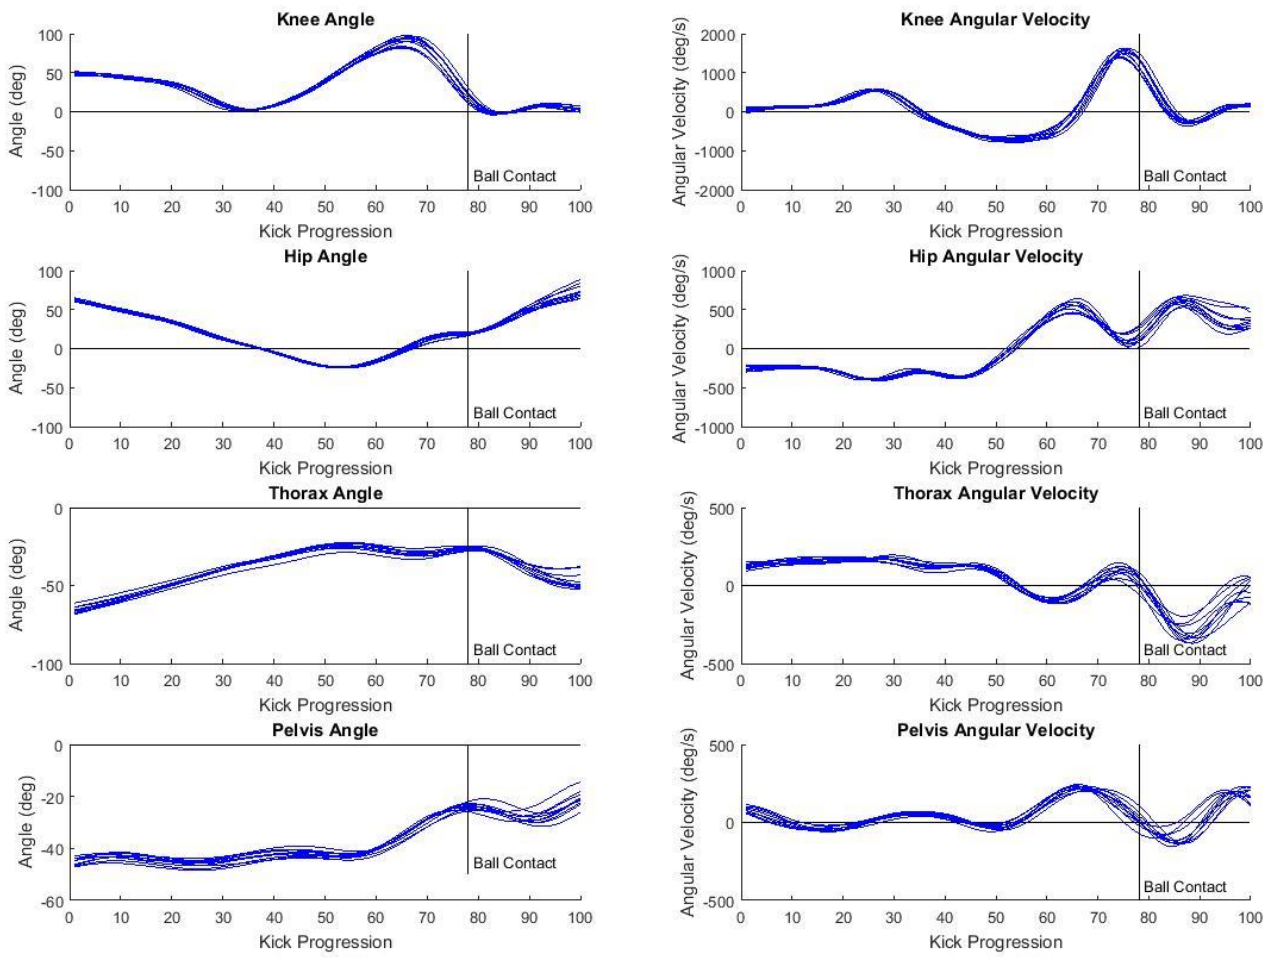 Knee Angle
100
50
0
-50
-100
Angle (deg)
Ball Contact
0 10 20 30 40 50 60 70 80 90 100
Kick Progression
Knee Angular Velocity
2000
1000
0
-1000
-2000
Angular Velocity (deg/s)
Ball Contact
0 10 20 30 40 50 60 70 80 90 100
Kick Progression
Hip Angle
100
50
0
-50
-100
Angle (deg)
Ball Contact
0 10 20 30 40 50 60 70 80 90 100
Kick Progression
Hip Angular Velocity
1000
500
0
-500
-1000
Angular Velocity (deg/s)
Ball Contact
0 10 20 30 40 50 60 70 80 90 100
Kick Progression
Thorax Angle
0
-50
-100
Angle (deg)
Ball Contact
0 10 20 30 40 50 60 70 80 90 100
Kick Progression
Thorax Angular Velocity
500
0
-500
Angular Velocity (deg/s)
Ball Contact
0 10 20 30 40 50 60 70 80 90 100
Kick Progression
Pelvis Angle
0
-20
-40
-60
Angle (deg)
Ball Contact
0 10 20 30 40 50 60 70 80 90 100
Kick Progression
Pelvis Angular Velocity
500
0
-500
Angular Velocity (deg/s)
Ball Contact
0 10 20 30 40 50 60 70 80 90 100
Kick Progression